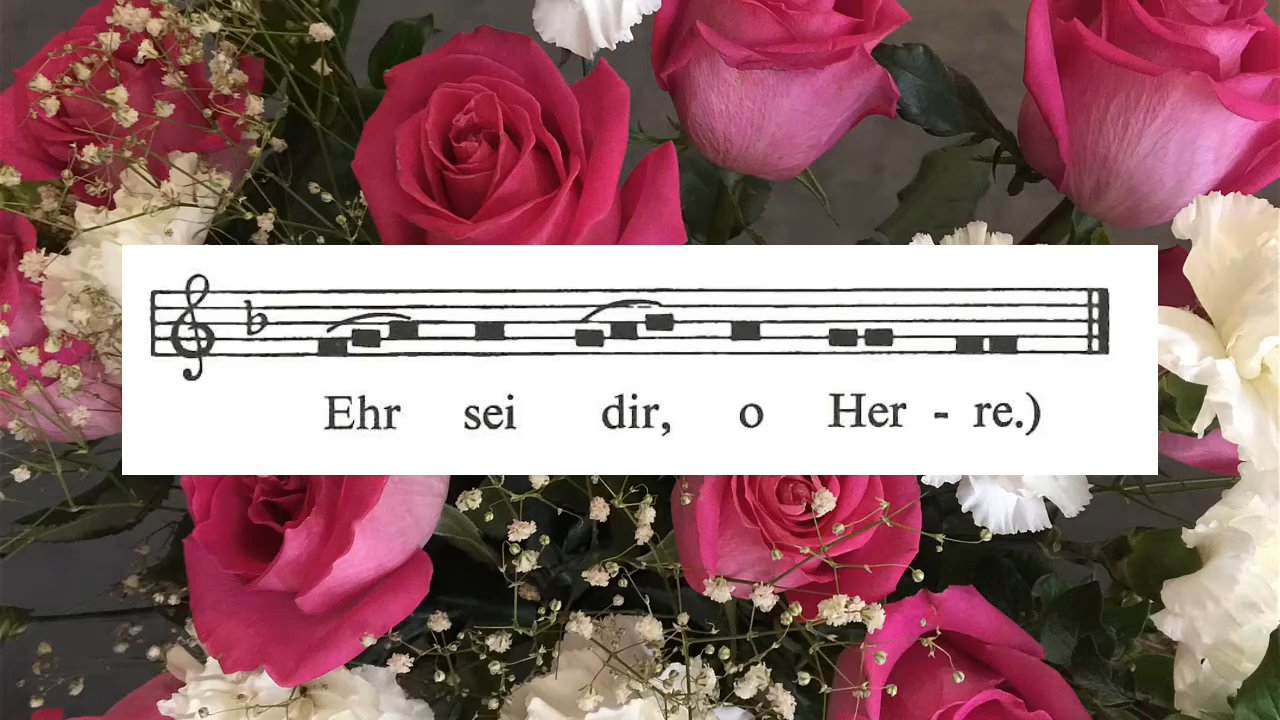 Ehr sei dir, o Her - re.)